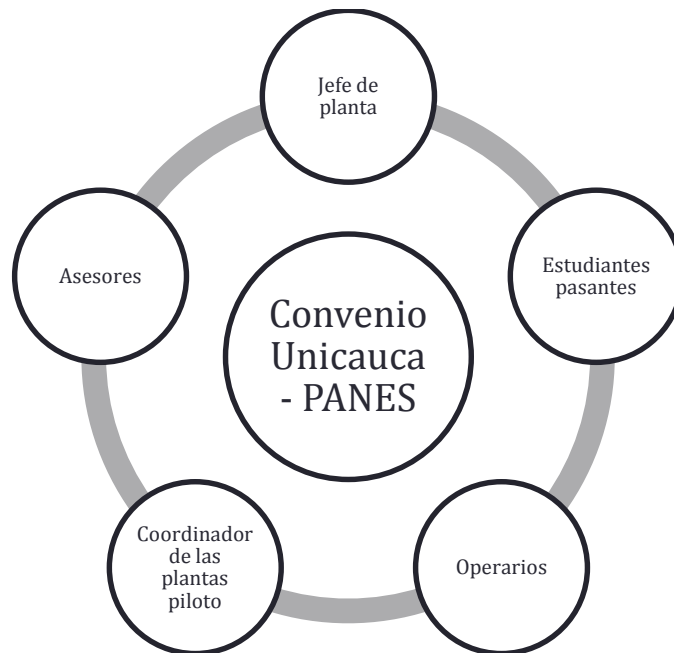 Jefe de
planta
Estudiantes
pasantes
Operarios
Coordinador
de las
plantas
piloto
Asesores
Convenio
Unicauca
- PANES